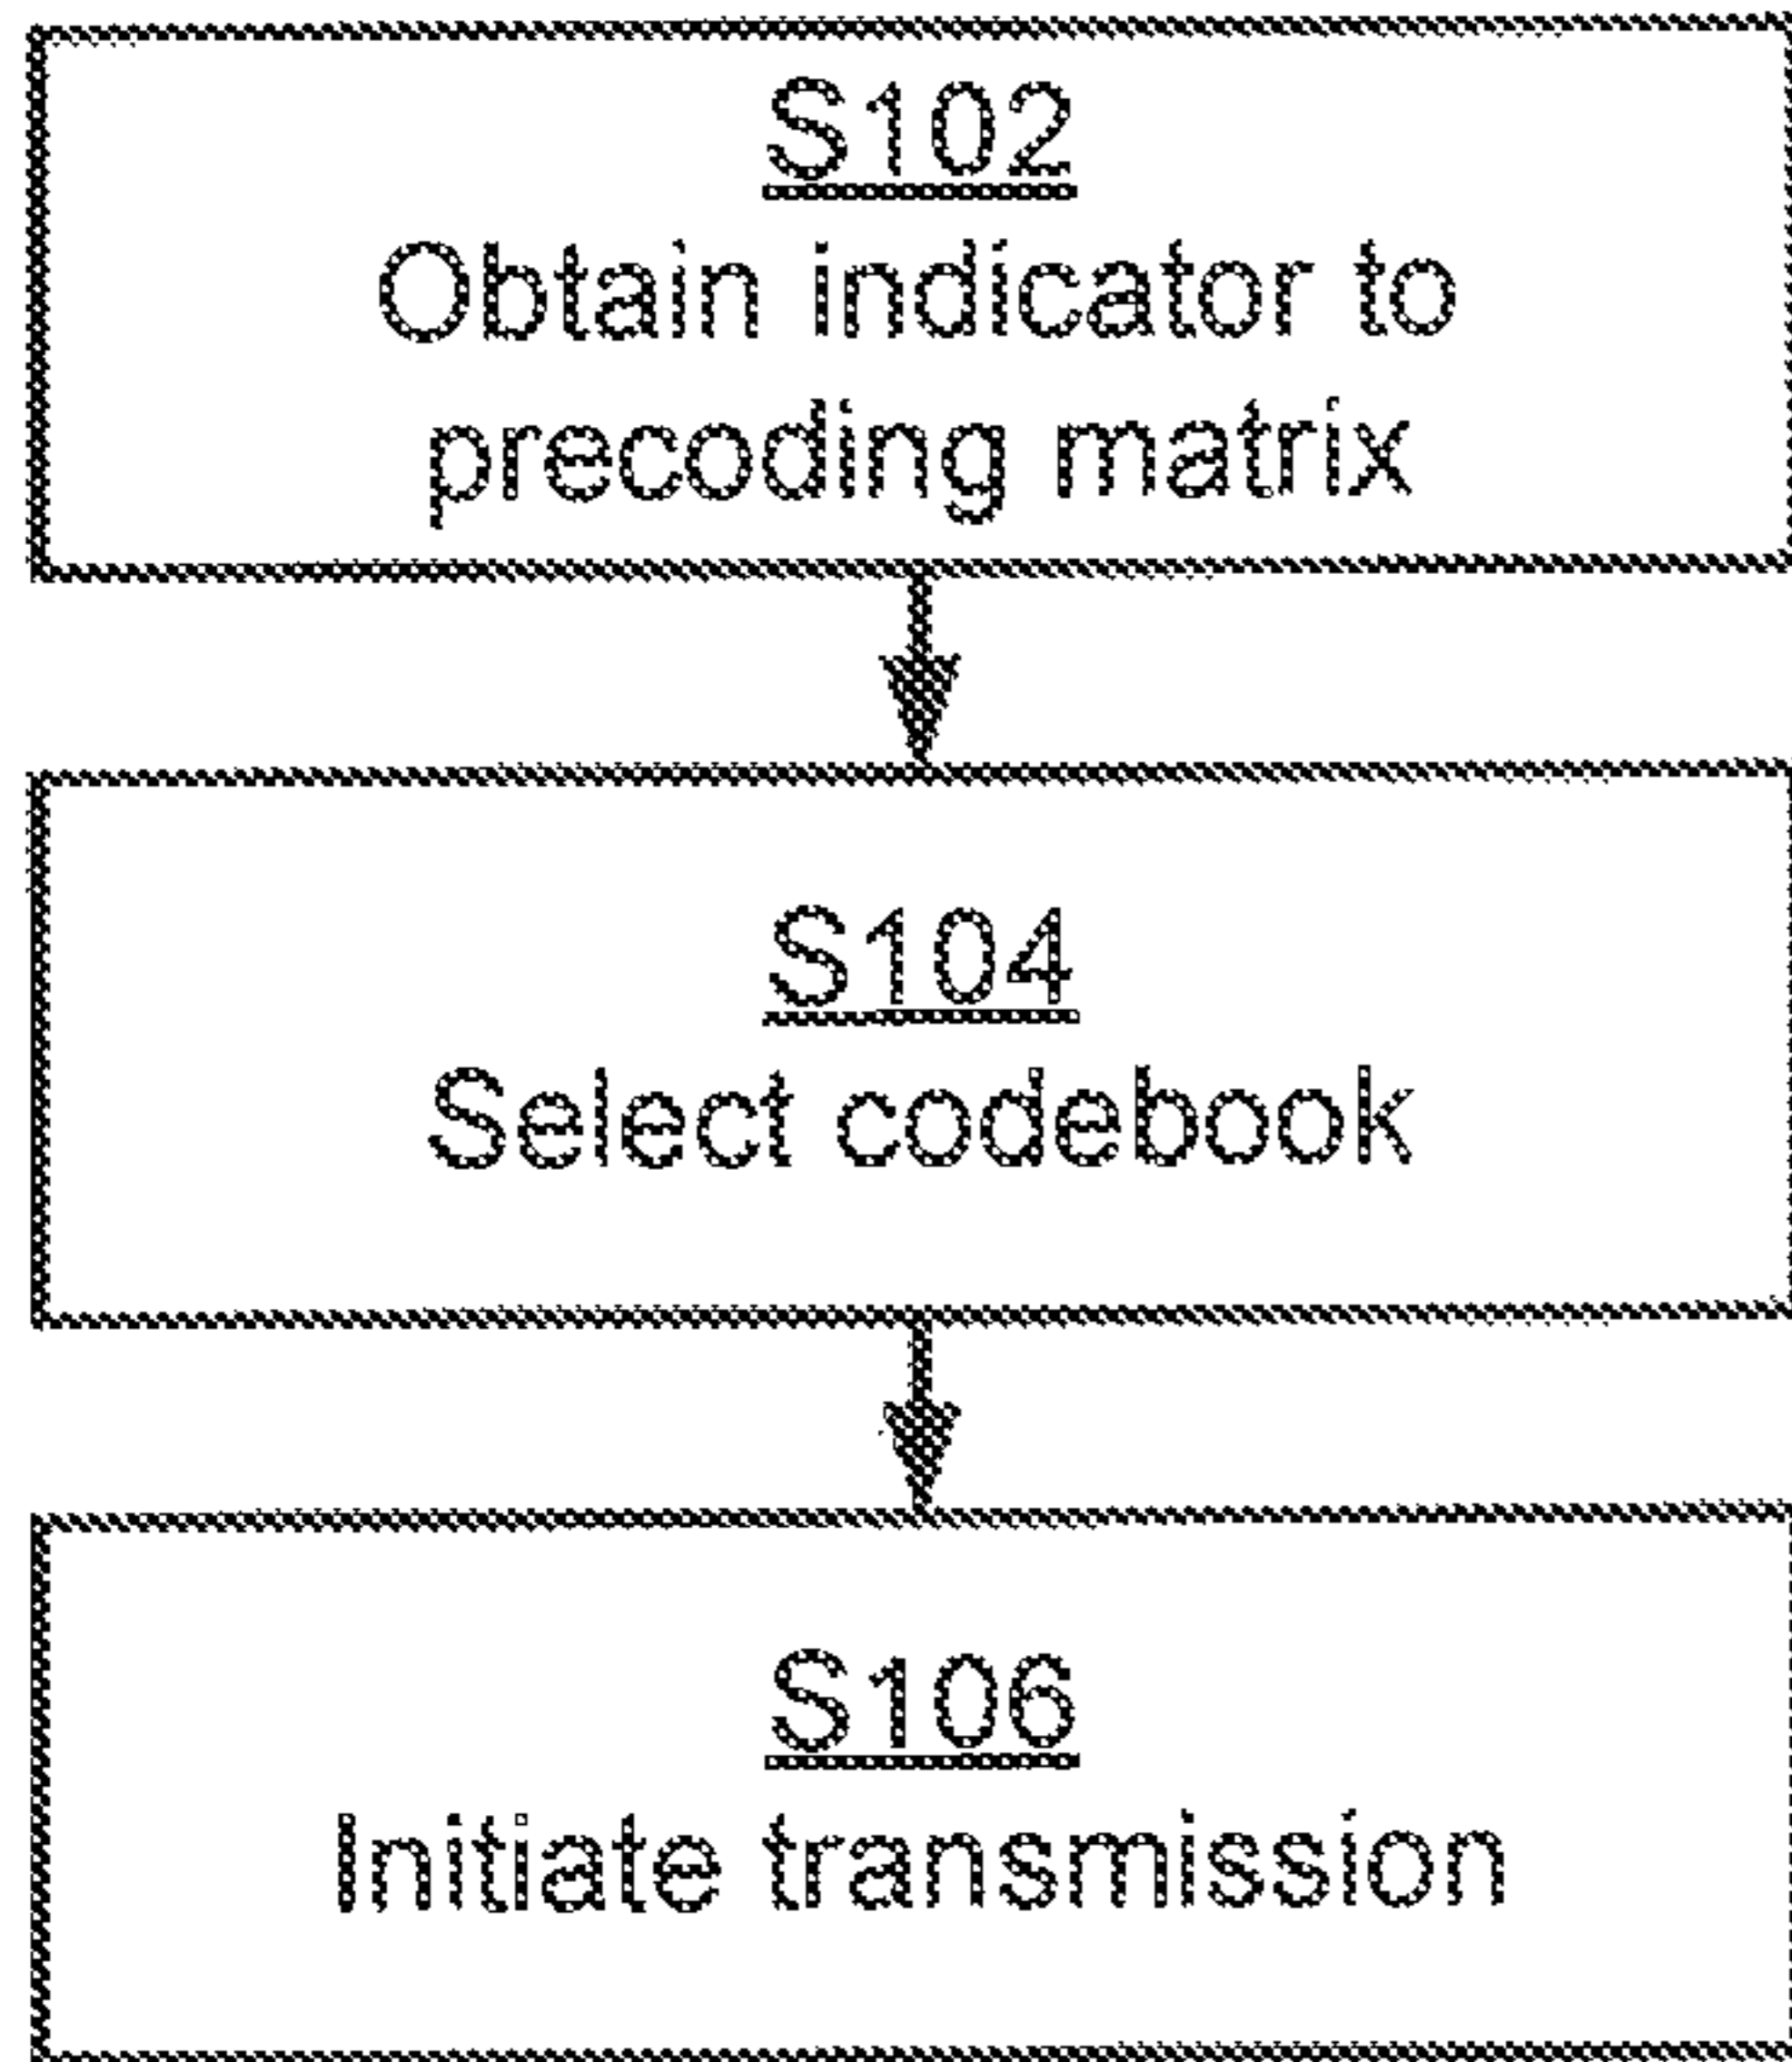 S102
Obtain indicator to
precoding matrix
S104
Select codebook
S106
Initiate transmission